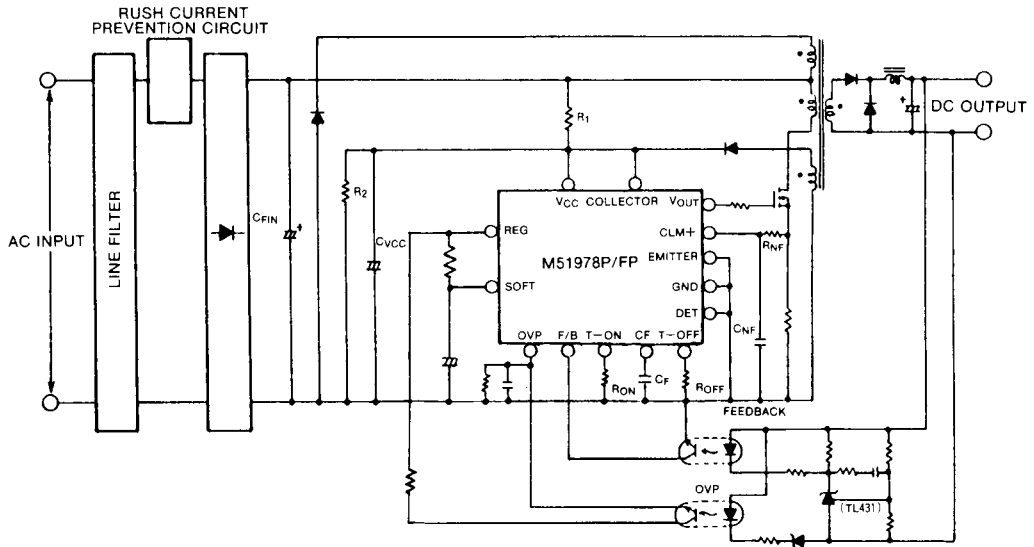 RUSH CURRENT
PREVENTION CIRCUIT
AC INPUT
LINE FILTER
CFIN
R1
R2
CVCC
DC OUTPUT
VCC COLLECTOR VOUT
REG
CLM+
RNF
EMITTER
M51978P/FP
SOFT
GND
DET
CNF
OVP F/B T-ON CF T-OFF
RON
CF
ROFF
FEEDBACK
OVP
(TL431)